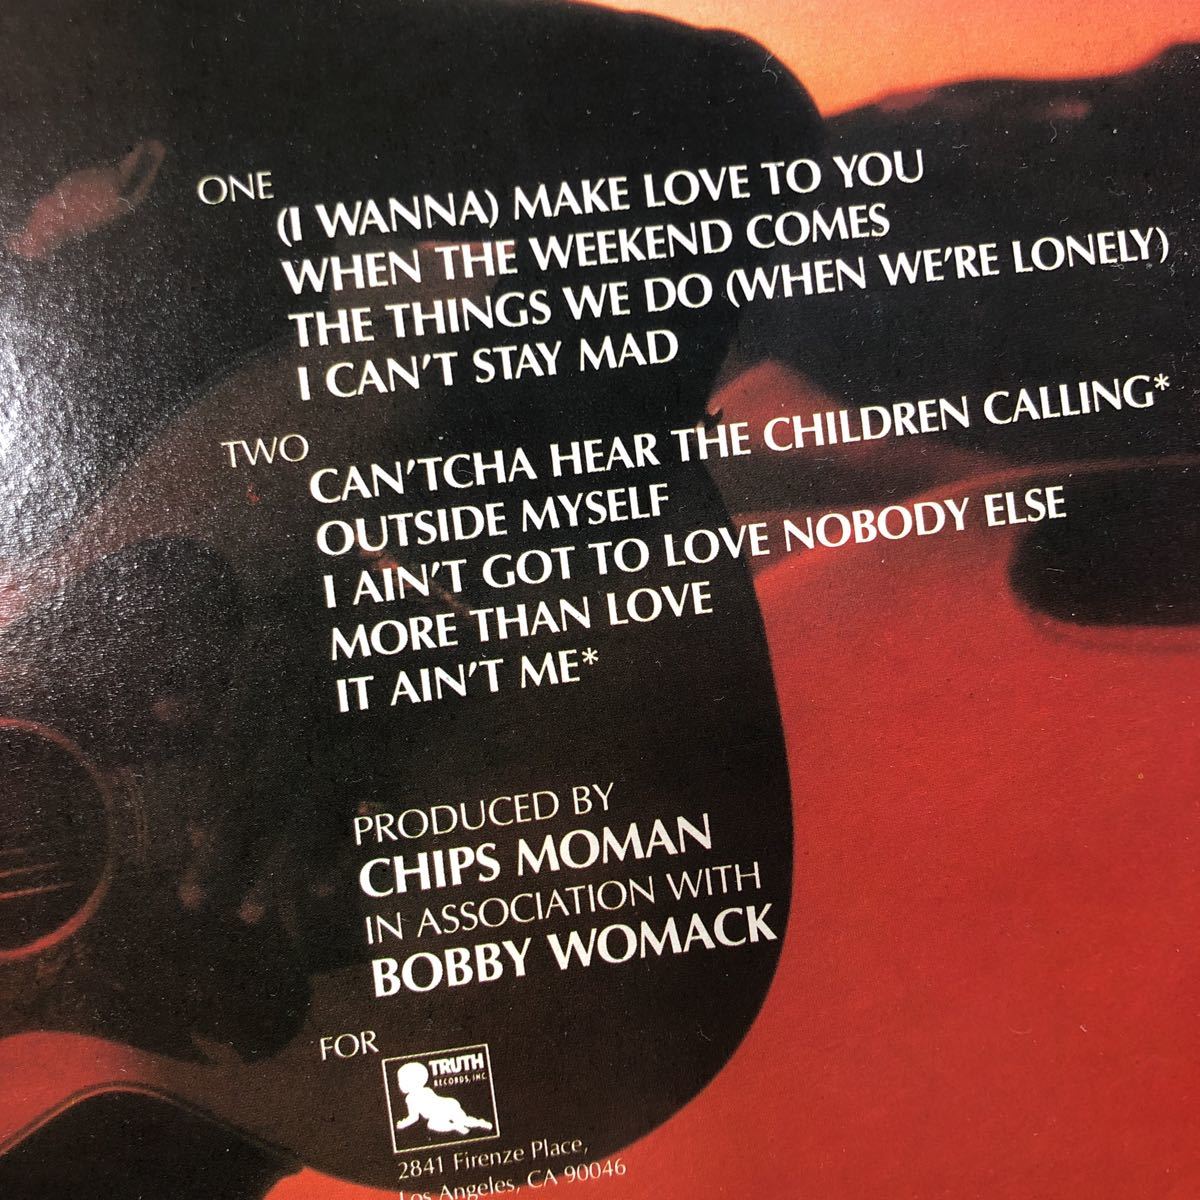 ONE
(I WANNA) MAKE LOVE TO YOU
WHEN THE WEEKEND COMES
THE THINGS WE DO (WHEN WE'RE LONELY)
I CAN'T STAY MAD
TWO
CAN'TCHA HEAR THE CHILDREN CALLING*
OUTSIDE MYSELF
I AIN'T GOT TO LOVE NOBODY ELSE
MORE THAN LOVE
IT AIN'T ME*
PRODUCED BY
CHIPS MOMAN
IN ASSOCIATION WITH
BOBBY WOMACK
FOR
TRUTH
RECORDS, INC.
2841 Firenze Place,
Los Angeles, CA 90046